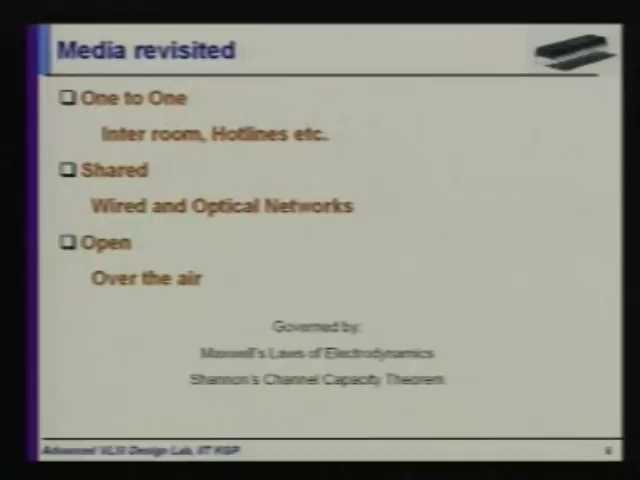 Media revisited
One to One
Inter room, Hotlines etc.
Shared
Wired and Optical Networks
Open
Over the air
Governed by:
Maxwell's Laws of Electrodynamics
Shannon's Channel Capacity Theorem
Advanced VLSI Design Lab, IIT KGP